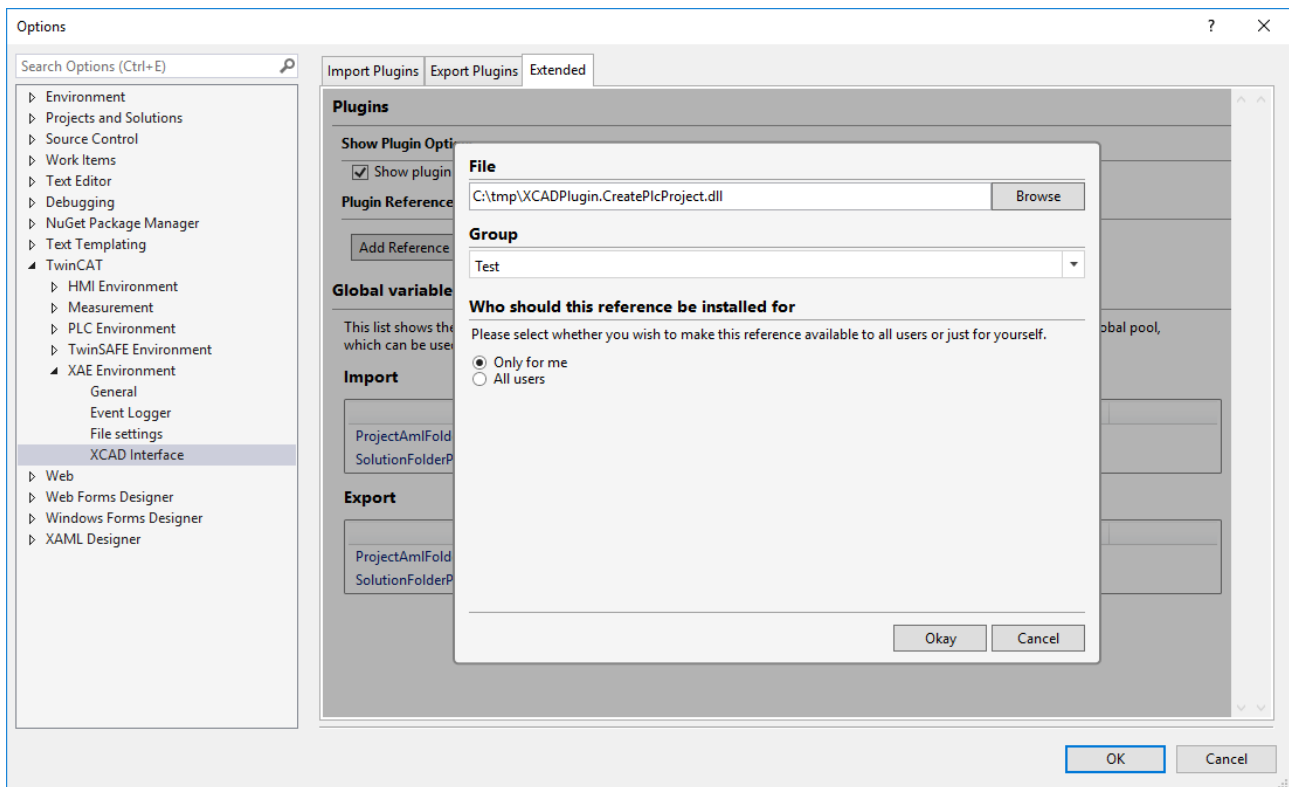 Options
?
Search Options (Ctrl+E)
Environment
Projects and Solutions
Source Control
Work Items
Text Editor
Debugging
NuGet Package Manager
Text Templating
TwinCAT
HMI Environment
Measurement
PLC Environment
TwinSAFE Environment
XAE Environment
General
Event Logger
File settings
XCAD Interface
Web
Web Forms Designer
Windows Forms Designer
XAML Designer
Import Plugins Export Plugins Extended
Plugins
Show Plugin Opti
Show plugin
Plugin Reference
Add Reference
Global variable
This list shows the obal pool,
which can be use
Import
ProjectAmlFold
SolutionFolderP
Export
ProjectAmlFold
SolutionFolderP
File
C:\tmp\XCADPlugin.CreatePlcProject.dll Browse
Group
Test
Who should this reference be installed for
Please select whether you wish to make this reference available to all users or just for yourself.
Only for me
All users
Okay Cancel
OK Cancel